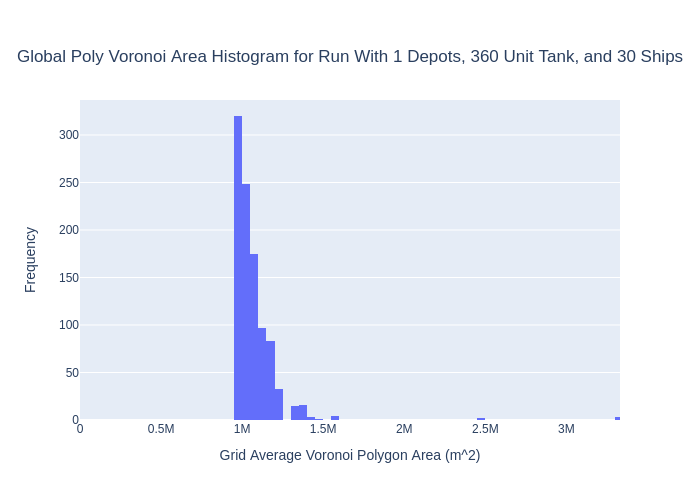 Global Poly Voronoi Area Histogram for Run With 1 Depots, 360 Unit Tank, and 30 Ships
300
250
200
150
100
50
0
0 0.5M 1M 1.5M 2M 2.5M 3M
Frequency
Grid Average Voronoi Polygon Area (m^2)